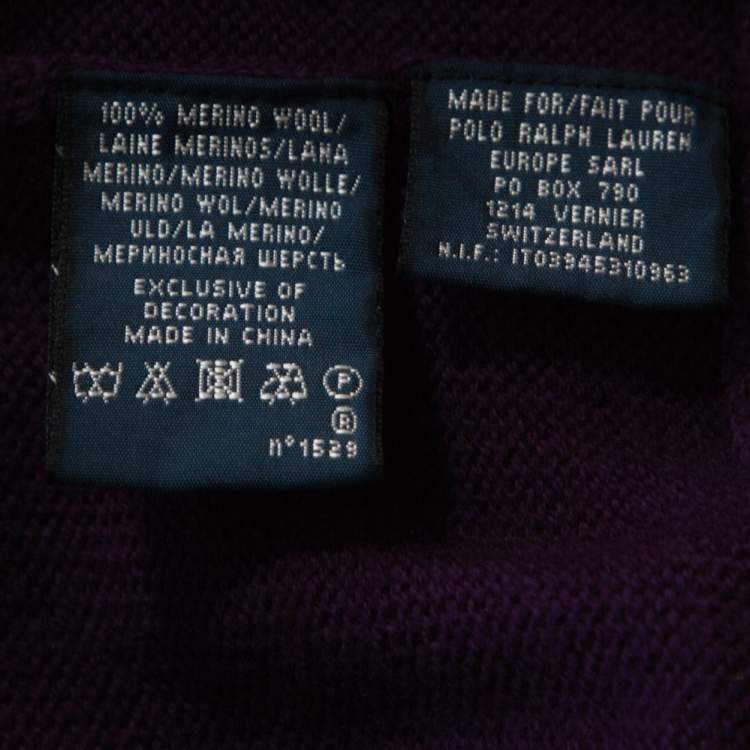 100% MERINO WOOL/
LAINE MERINOS/LANA
MERINO/MERINO WOLLE/
MERINO WOL/MERINO
ULD/LA MERINO/
МЕРИНОСНАЯ ШЕРСТЬ
EXCLUSIVE OF
DECORATION
MADE IN CHINA
P
R
n°1529
MADE FOR/FAIT POUR
POLO RALPH LAUREN
EUROPE SARL
PO BOX 790
1214 VERNIER
SWITZERLAND
N.I.F.: IT03945310963